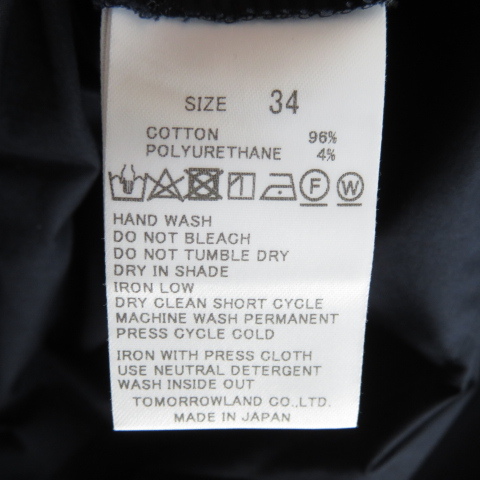 SIZE 34
COTTON 96%
POLYURETHANE 4%
F W
HAND WASH
DO NOT BLEACH
DO NOT TUMBLE DRY
DRY IN SHADE
IRON LOW
DRY CLEAN SHORT CYCLE
MACHINE WASH PERMANENT
PRESS CYCLE COLD
IRON WITH PRESS CLOTH
USE NEUTRAL DETERGENT
WASH INSIDE OUT
TOMORROWLAND CO.,LTD.
MADE IN JAPAN